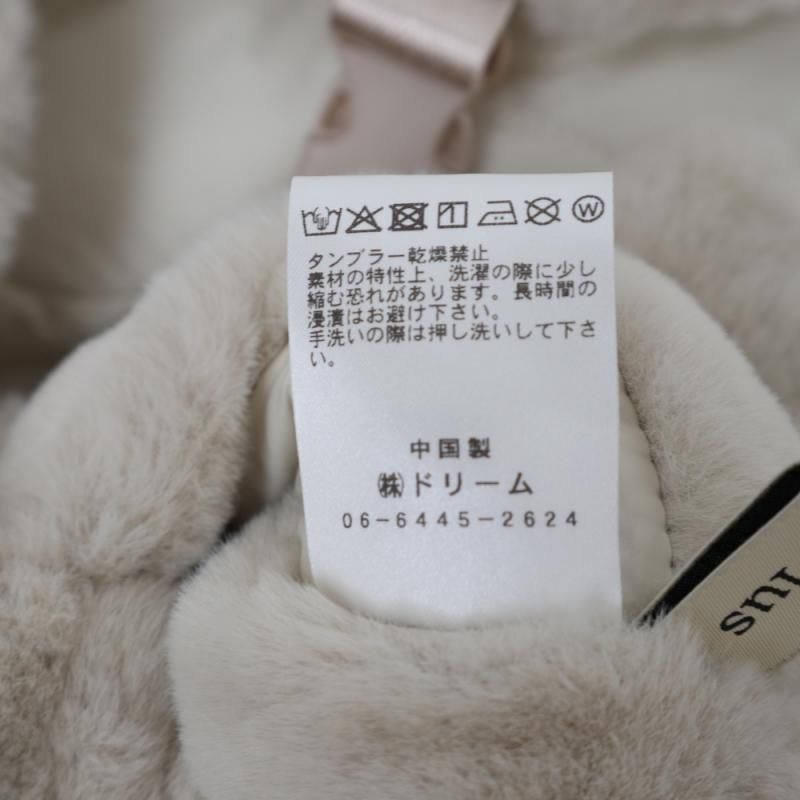 W
タンブラー乾燥禁止
素材の特性上、洗濯の際に少し
縮む恐れがあります。長時間の
浸漬はお避け下さい。
手洗いの際は押し洗いして下さ
い。
中国製
㈱ドリーム
06-6445-2624